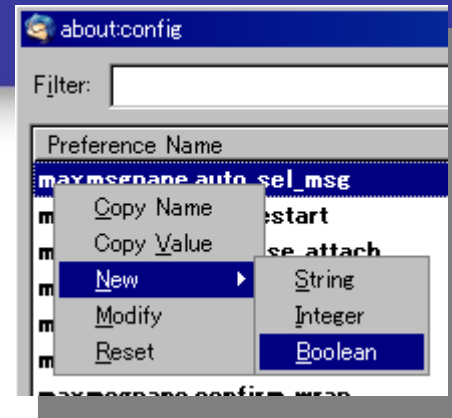 about:config
Filter:
Preference Name
maxmsgpane.auto_sel_msg
Copy Name
estart
Copy Value
se_attach
New
String
Modify
Integer
Reset
Boolean
maxmsgpane.confirm_wrap